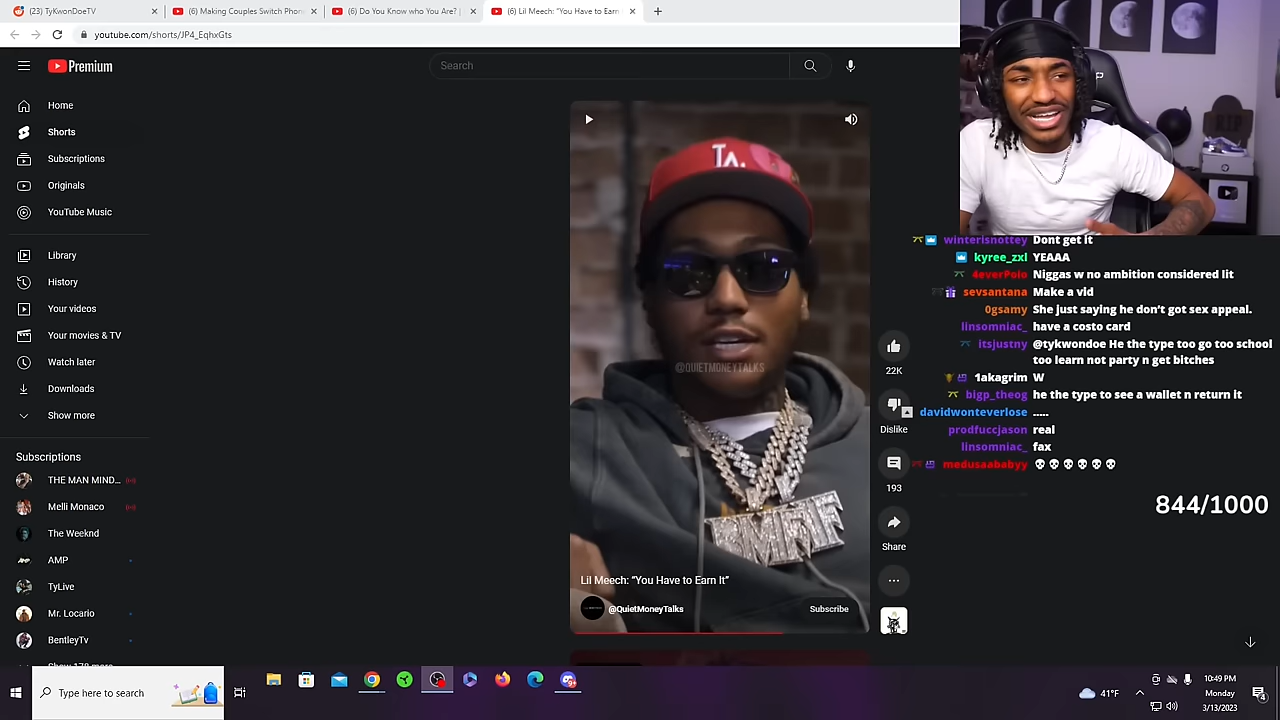 (23) TyKwonDoeTV
(6) Making Couples Switch Phon
(6) Do You Know who You Are? |
(6) Lil Meech: “You Have to Earn
youtube.com/shorts/JP4_EqhxGts
Premium
Search
Home
Shorts
Subscriptions
Originals
YouTube Music
Library
History
Your videos
Your movies & TV
Watch later
Downloads
Show more
Subscriptions
THE MAN MIND...
Melli Monaco
The Weeknd
AMP
TyLive
Mr. Locario
BentleyTv
Show 178 more
TA.
@QUIETMONEYTALKS
BMF
Lil Meech: “You Have to Earn It”
@QuietMoneyTalks
Subscribe
22K
Dislike
193
Share
winterisnottey Dont get it
kyree_zxl YEAAA
4everPolo Niggas w no ambition considered lit
sevsantana Make a vid
0gsamy She just saying he don’t got sex appeal.
linsomniac_ have a costo card
itsjustny @tykwondoe He the type too go too school
too learn not party n get bitches
1akagrim W
bigp_theog he the type to see a wallet n return it
davidwonteverlose .....
prodfuccjason real
linsomniac_ fax
medusaababyy
844/1000
Type here to search
41°F
10:49 PM
Monday
3/13/2023